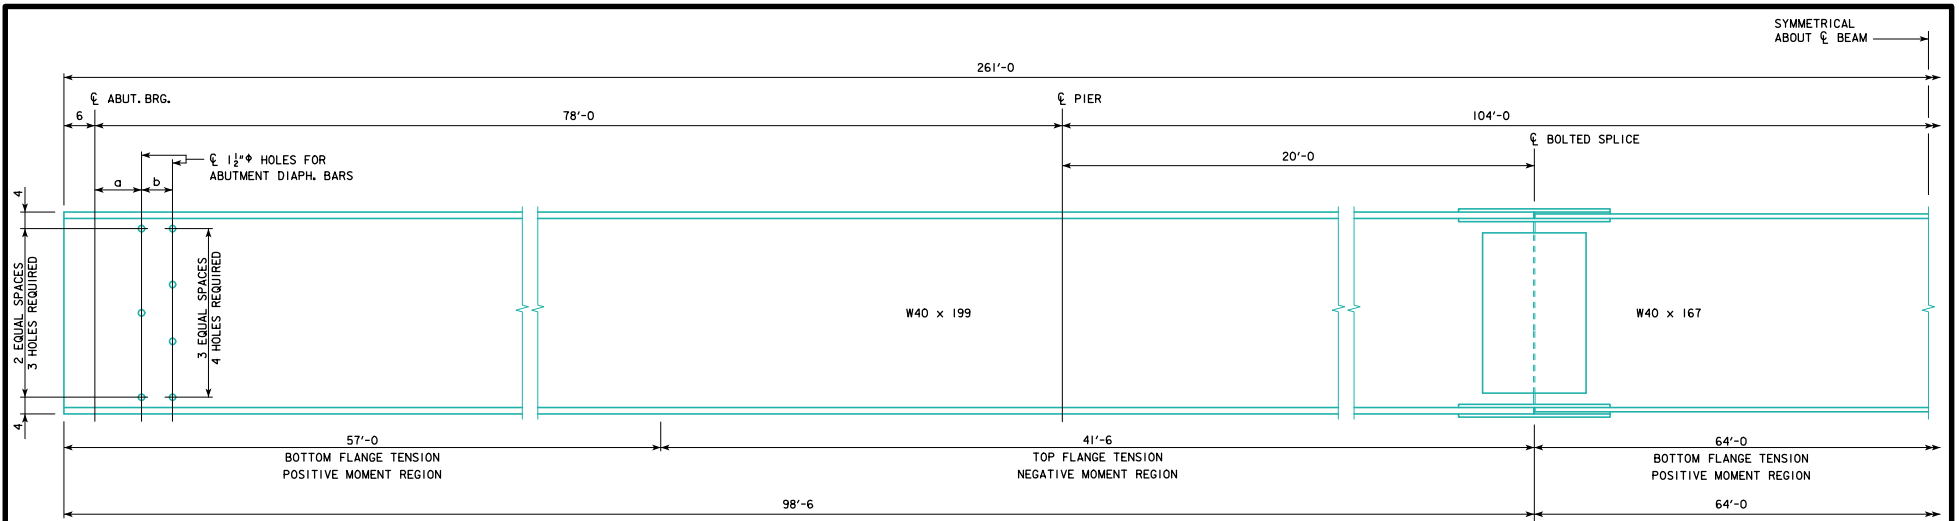 SYMMETRICAL
ABOUT ℄ BEAM
261'-0
℄ ABUT. BRG.
℄ PIER
6
78'-0
104'-0
℄ BOLTED SPLICE
20'-0
℄ 1½"ϕ HOLES FOR
ABUTMENT DIAPH. BARS
a
b
4
2 EQUAL SPACES
3 HOLES REQUIRED
3 EQUAL SPACES
4 HOLES REQUIRED
4
W40 x 199
W40 x 167
57'-0
BOTTOM FLANGE TENSION
POSITIVE MOMENT REGION
41'-6
TOP FLANGE TENSION
NEGATIVE MOMENT REGION
64'-0
BOTTOM FLANGE TENSION
POSITIVE MOMENT REGION
98'-6
64'-0